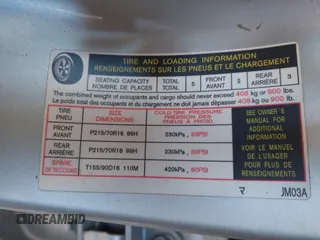 TIRE AND LOADING INFORMATION
RENSEIGNEMENTS SUR LES PNEUS ET LE CHARGEMENT
SEATING CAPACITY TOTAL 5 FRONT 2 REAR 3
NOMBRE DE PLACES TOTAL AVANT ARRIÈRE
The combined weight of occupants and cargo should never exceed 408 kg or 900 lbs.
Le poids total des occupants et du chargement ne doit jamais dépasser 408 kg ou 900 lb.
TIRE SIZE COLD TIRE PRESSURE
PNEU DIMENSIONS PRESSION DES PNEUS À FROID
FRONT AVANT P215/70R16 99H 230kPa, 33PSI
REAR ARRIÈRE P215/70R16 99H 230kPa, 33PSI
SPARE DE SECOURS T155/90D16 110M 420kPa, 60PSI
SEE OWNER'S
MANUAL FOR
ADDITIONAL
INFORMATION
VOIR LE MANUEL
DE L'USAGER
POUR PLUS DE
RENSEIGNEMENTS
JM03A
DREAMBID